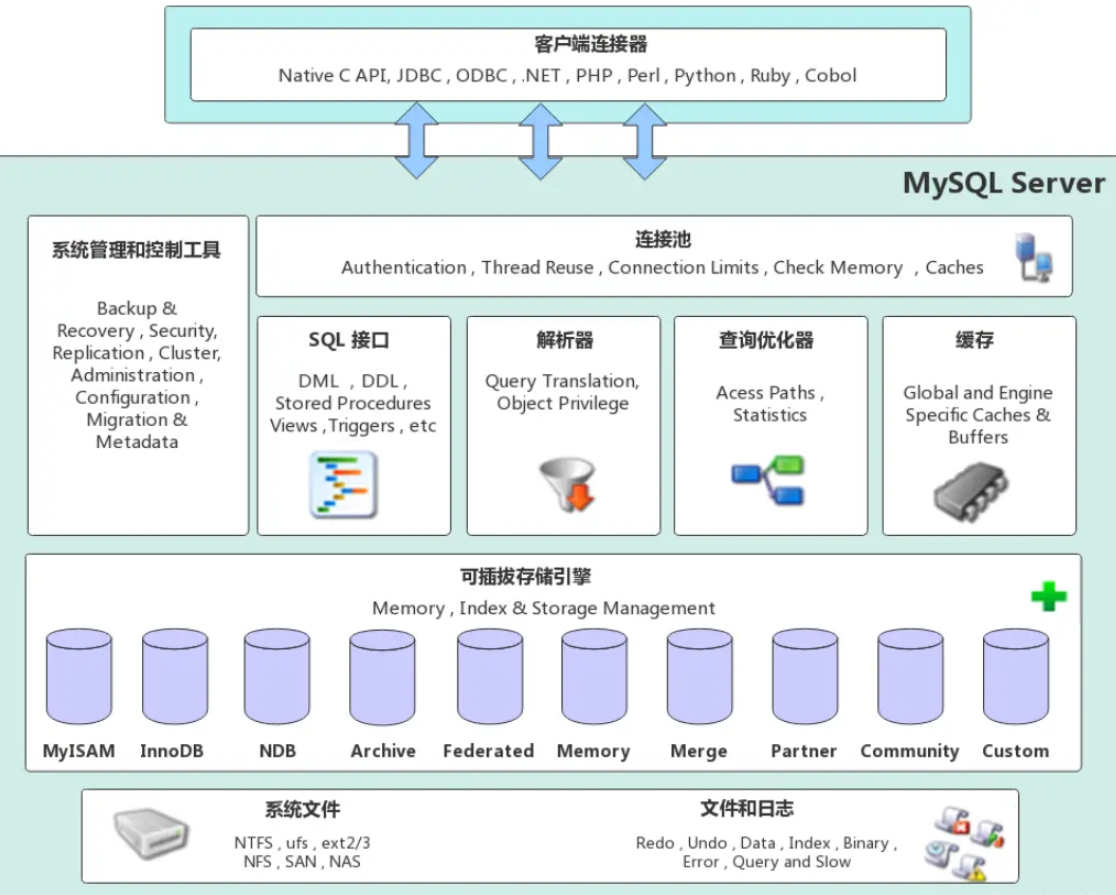 客户端连接器
Native C API, JDBC , ODBC , .NET , PHP , Perl , Python , Ruby , Cobol
MySQL Server
系统管理和控制工具
Backup &
Recovery , Security,
Replication , Cluster,
Administration ,
Configuration ,
Migration &
Metadata
连接池
Authentication , Thread Reuse , Connection Limits , Check Memory , Caches
SQL 接口
DML , DDL ,
Stored Procedures
Views ,Triggers , etc
解析器
Query Translation,
Object Privilege
查询优化器
Acess Paths ,
Statistics
缓存
Global and Engine
Specific Caches &
Buffers
可插拔存储引擎
Memory , Index & Storage Management
MyISAM InnoDB NDB Archive Federated Memory Merge Partner Community Custom
系统文件
NTFS , ufs , ext2/3
NFS , SAN , NAS
文件和日志
Redo , Undo , Data , Index , Binary ,
Error , Query and Slow